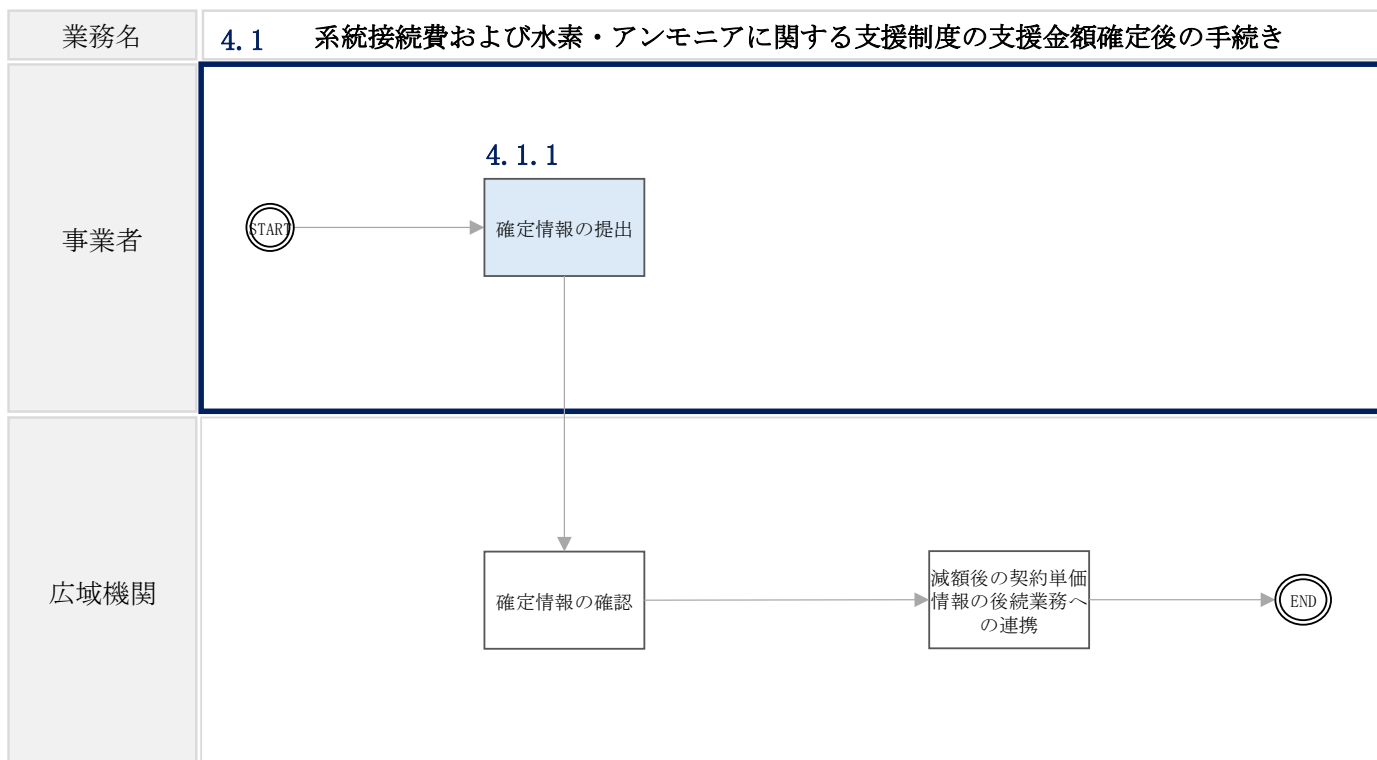 業務名
4.1 系統接続費および水素・アンモニアに関する支援制度の支援金額確定後の手続き
事業者
4.1.1
START
確定情報の提出
広域機関
確定情報の確認
減額後の契約単価
情報の後続業務へ
の連携
END